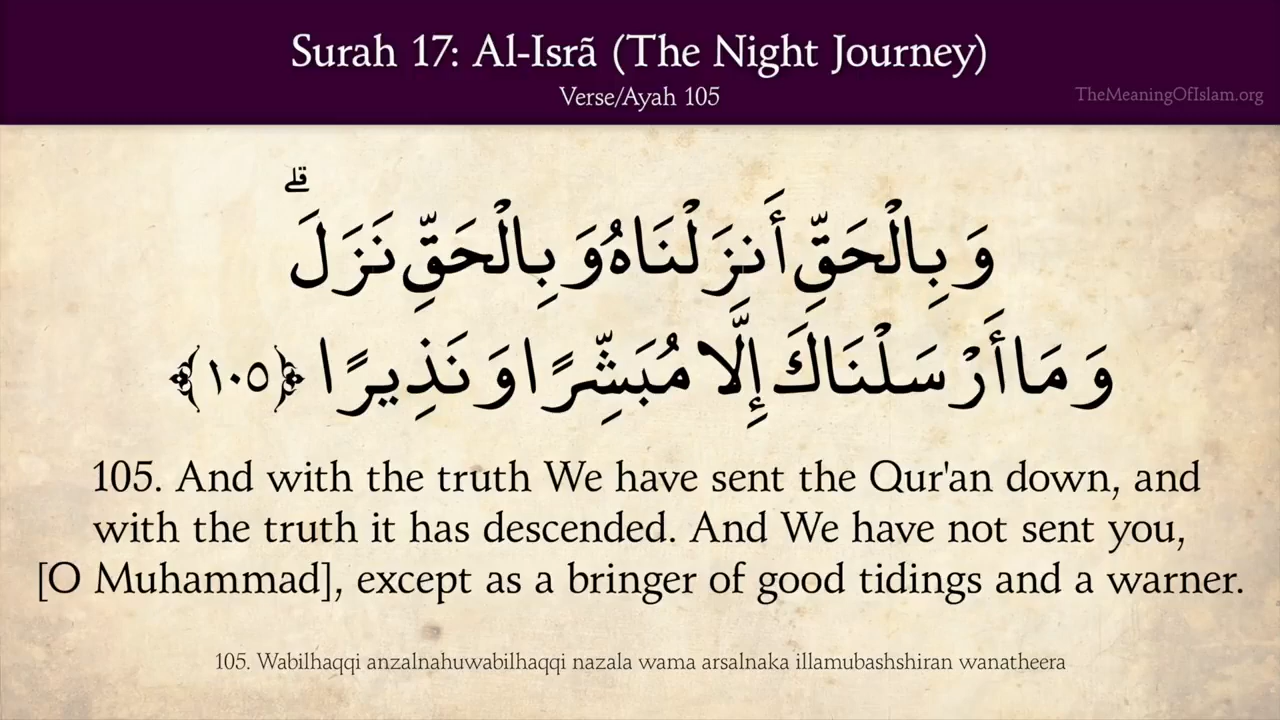 Surah 17: Al-Isrã (The Night Journey)
Verse/Ayah 105
TheMeaningOfIslam.org
وَبِالْحَقِّ أَنزَلْنَاهُ وَبِالْحَقِّ نَزَلَ ۗ
وَمَا أَرْسَلْنَاكَ إِلَّا مُبَشِّرًا وَنَذِيرًا ﴿١٠٥﴾
105. And with the truth We have sent the Qur'an down, and
with the truth it has descended. And We have not sent you,
[O Muhammad], except as a bringer of good tidings and a warner.
105. Wabilhaqqi anzalnahuwabilhaqqi nazala wama arsalnaka illamubashshiran wanatheera